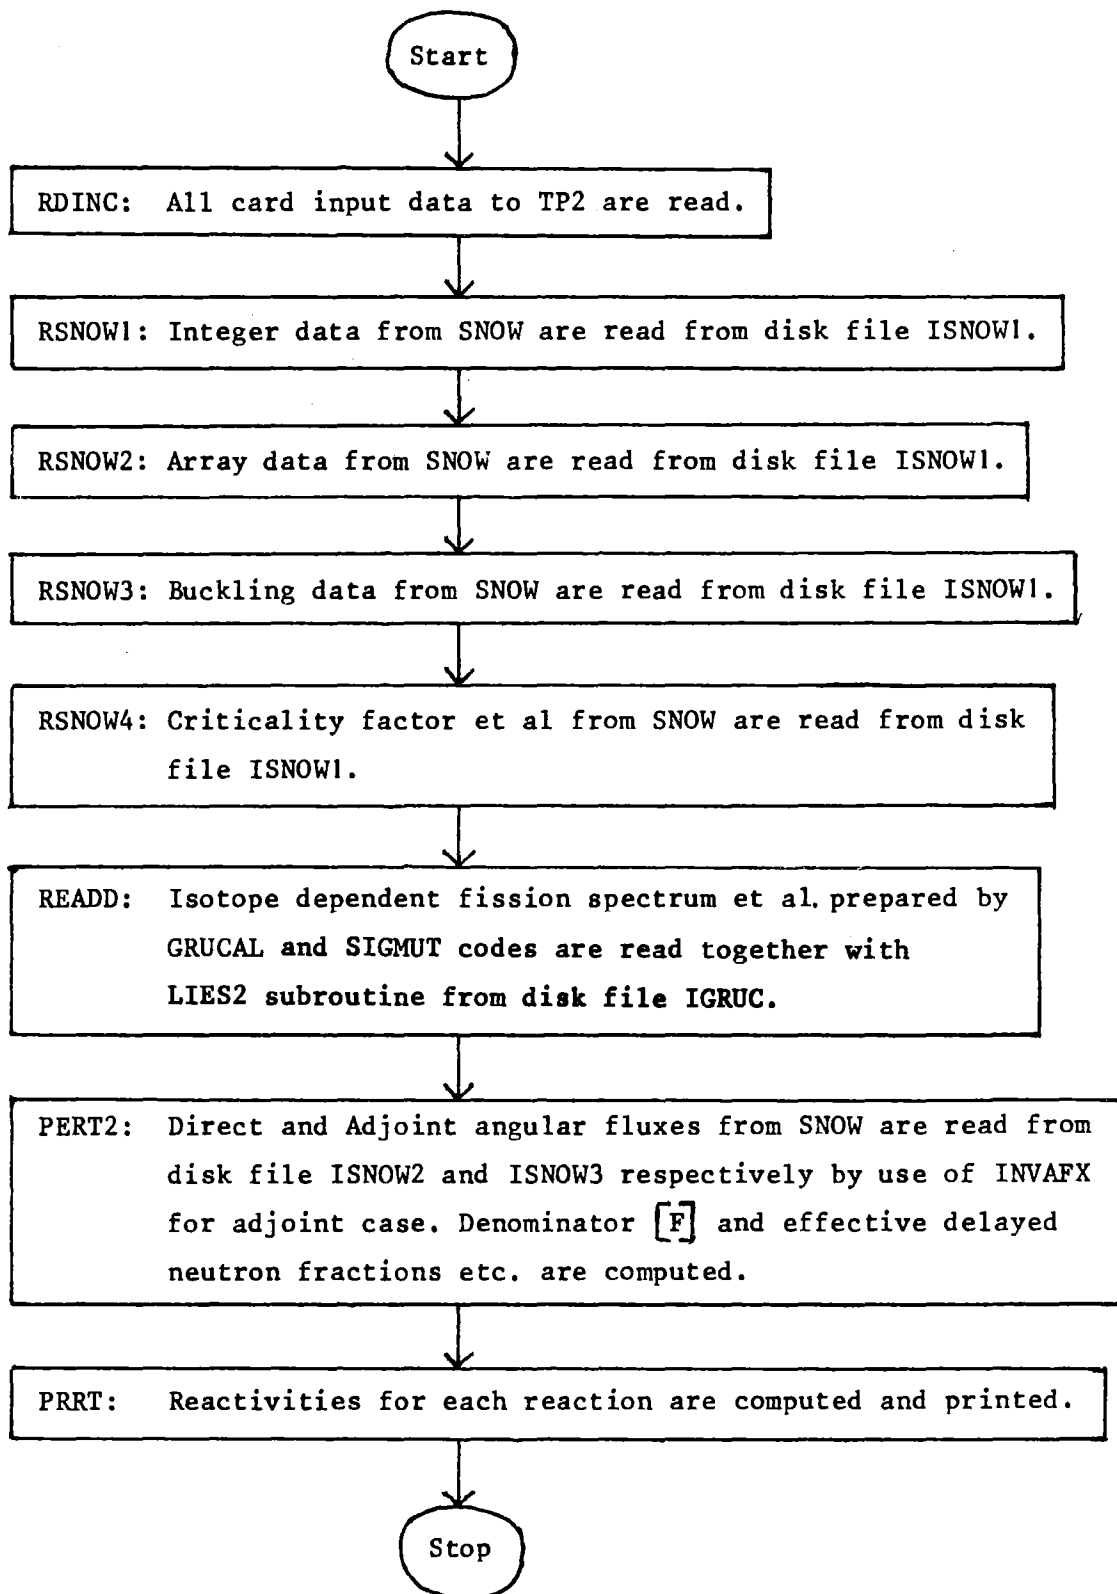 Start
RDINC: All card input data to TP2 are read.
RSNOW1: Integer data from SNOW are read from disk file ISNOW1.
RSNOW2: Array data from SNOW are read from disk file ISNOW1.
RSNOW3: Buckling data from SNOW are read from disk file ISNOW1.
RSNOW4: Criticality factor et al from SNOW are read from disk
file ISNOW1.
READD: Isotope dependent fission spectrum et al. prepared by
GRUCAL and SIGMUT codes are read together with
LIES2 subroutine from disk file IGRUC.
PERT2: Direct and Adjoint angular fluxes from SNOW are read from
disk file ISNOW2 and ISNOW3 respectively by use of INVAFX
for adjoint case. Denominator [F] and effective delayed
neutron fractions etc. are computed.
PRRT: Reactivities for each reaction are computed and printed.
Stop